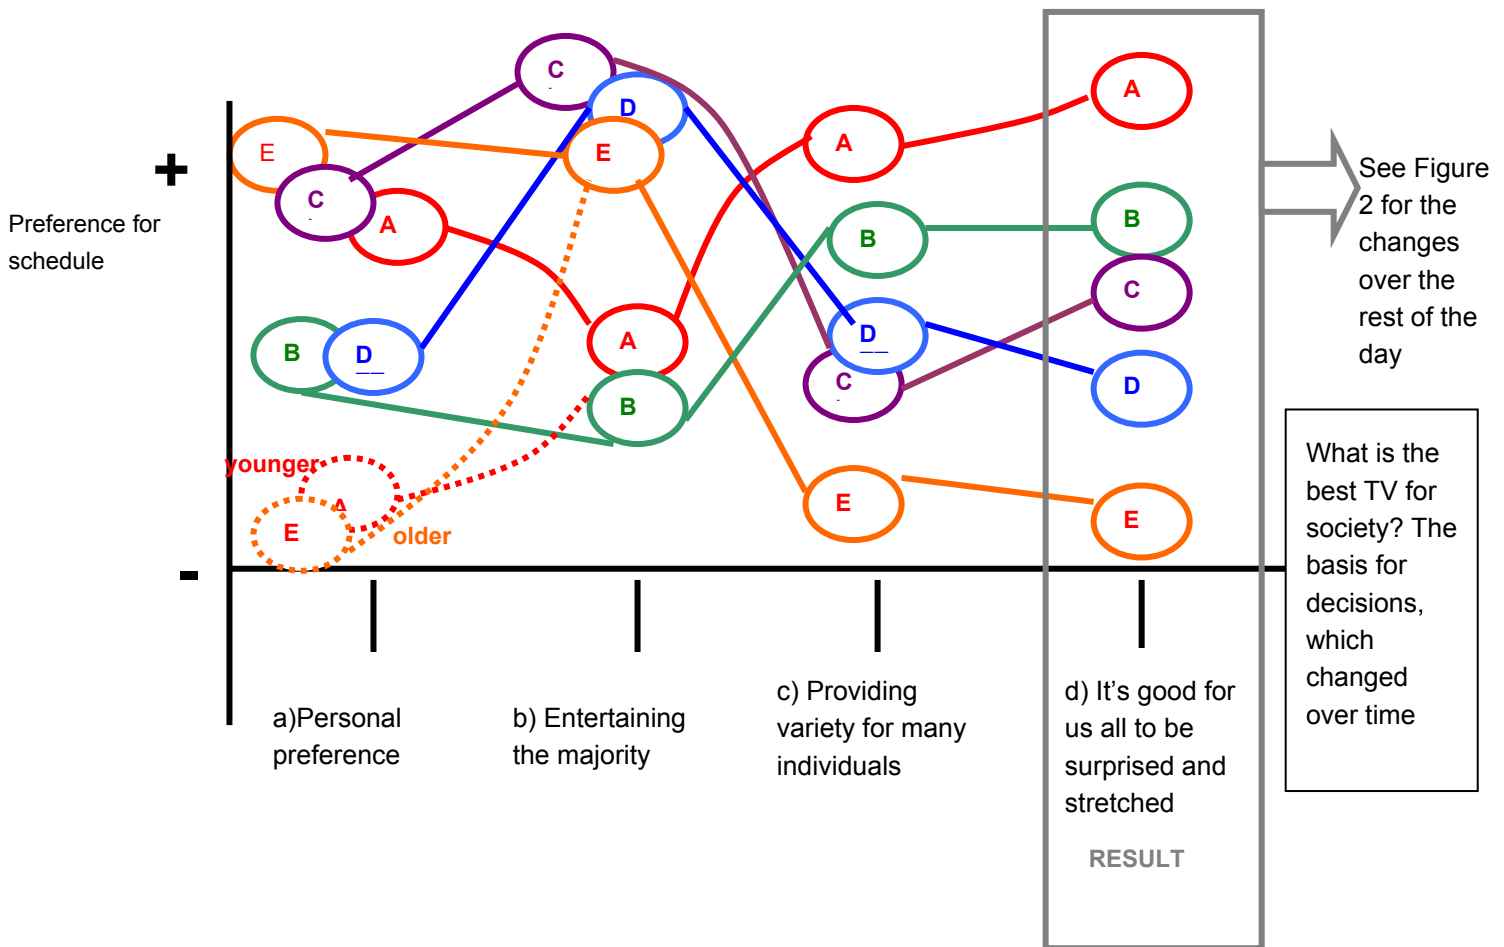 Preference for
schedule
+
-
E
C
A
B
D
younger
A
E
older
C
D
E
A
B
A
B
D
C
E
A
B
C
D
E
a)Personal
preference
b) Entertaining
the majority
c) Providing
variety for many
individuals
d) It’s good for
us all to be
surprised and
stretched
RESULT
See Figure
2 for the
changes
over the
rest of the
day
What is the
best TV for
society? The
basis for
decisions,
which
changed
over time